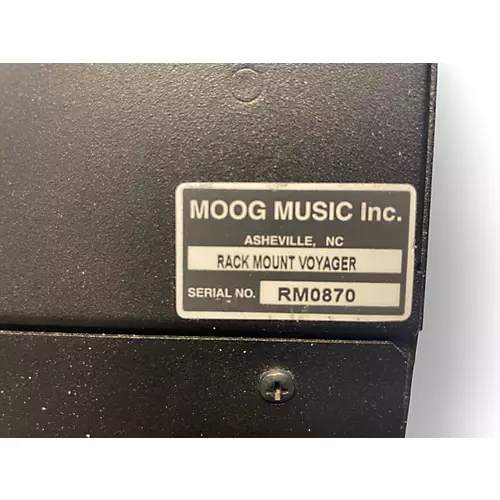 MOOG MUSIC Inc.
ASHEVILLE, NC
RACK MOUNT VOYAGER
SERIAL NO. RM0870